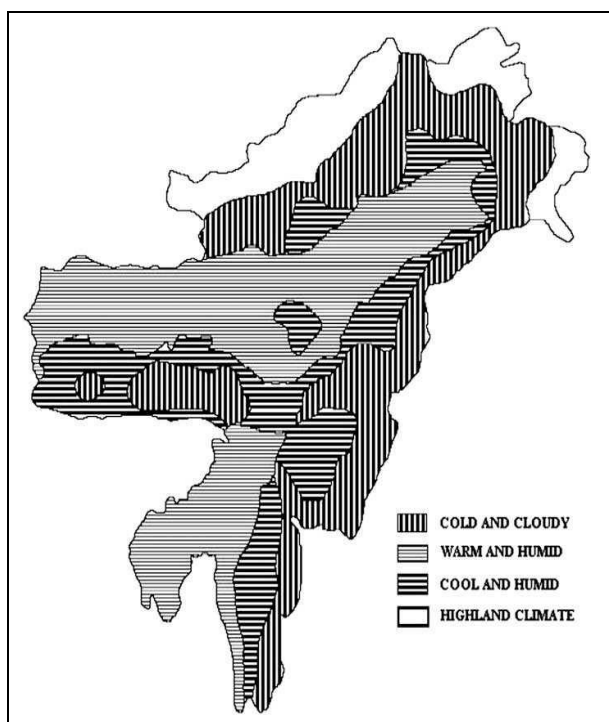 COLD AND CLOUDY
WARM AND HUMID
COOL AND HUMID
HIGHLAND CLIMATE